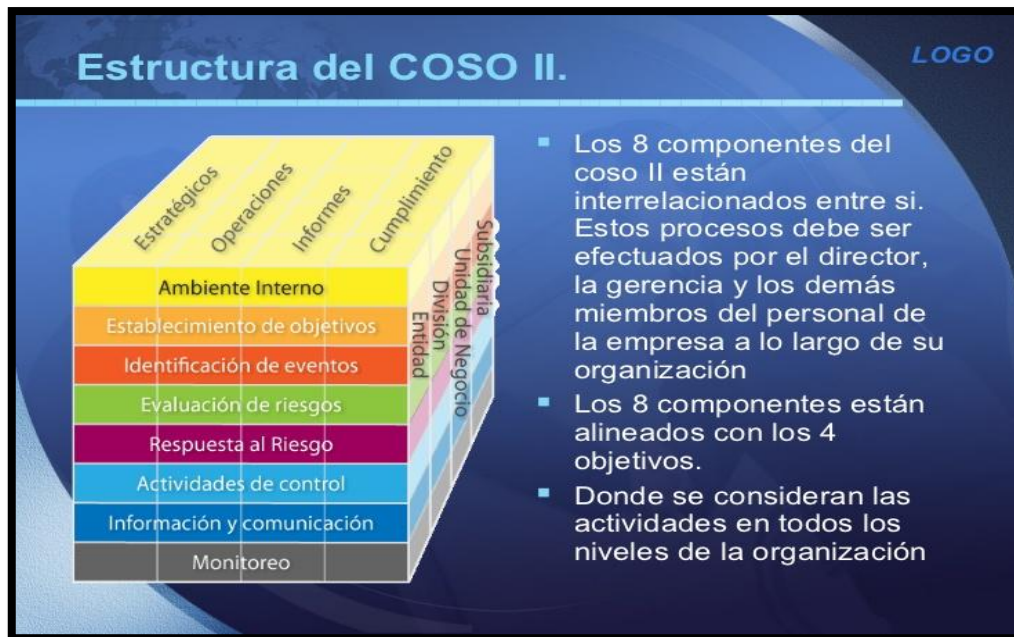 Estructura del COSO II.
LOGO
Estratégicos
Operaciones
Informes
Cumplimiento
Ambiente Interno
Establecimiento de objetivos
Identificación de eventos
Evaluación de riesgos
Respuesta al Riesgo
Actividades de control
Información y comunicación
Monitoreo
Entidad
División
Unidad de Negocio
Subsidiaria
Los 8 componentes del
coso II están
interrelacionados entre si.
Estos procesos debe ser
efectuados por el director,
la gerencia y los demás
miembros del personal de
la empresa a lo largo de su
organización
Los 8 componentes están
alineados con los 4
objetivos.
Donde se consideran las
actividades en todos los
niveles de la organización